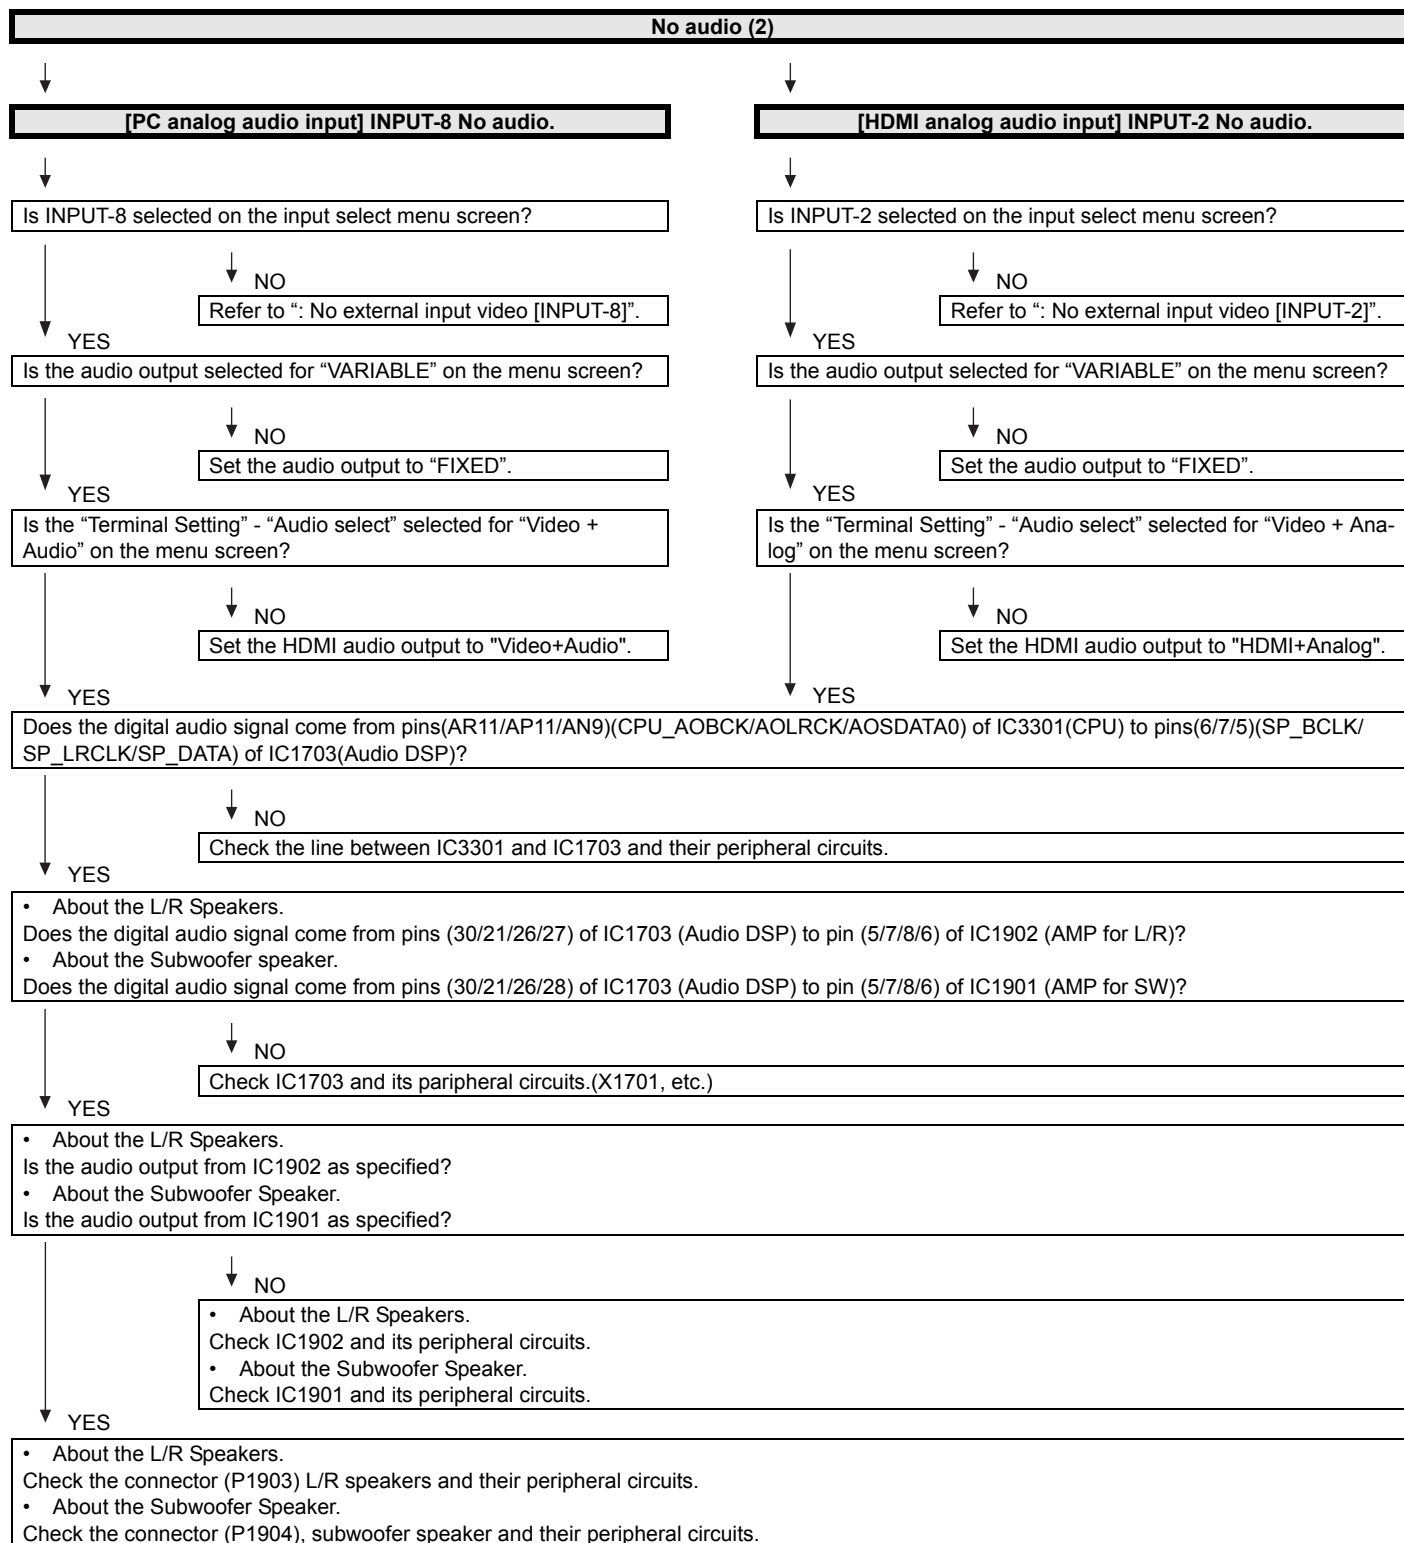 No audio (2)
[PC analog audio input] INPUT-8 No audio.
Is INPUT-8 selected on the input select menu screen?
NO
Refer to “: No external input video [INPUT-8]”.
YES
Is the audio output selected for “VARIABLE” on the menu screen?
NO
Set the audio output to “FIXED”.
YES
Is the “Terminal Setting” - “Audio select” selected for “Video +
Audio” on the menu screen?
NO
Set the HDMI audio output to "Video+Audio".
YES
[HDMI analog audio input] INPUT-2 No audio.
Is INPUT-2 selected on the input select menu screen?
NO
Refer to “: No external input video [INPUT-2]”.
YES
Is the audio output selected for “VARIABLE” on the menu screen?
NO
Set the audio output to “FIXED”.
YES
Is the “Terminal Setting” - “Audio select” selected for “Video + Ana-
log” on the menu screen?
NO
Set the HDMI audio output to "HDMI+Analog".
YES
Does the digital audio signal come from pins(AR11/AP11/AN9)(CPU_AOBCK/AOLRCK/AOSDATA0) of IC3301(CPU) to pins(6/7/5)(SP_BCLK/
SP_LRCLK/SP_DATA) of IC1703(Audio DSP)?
NO
Check the line between IC3301 and IC1703 and their peripheral circuits.
YES
• About the L/R Speakers.
Does the digital audio signal come from pins (30/21/26/27) of IC1703 (Audio DSP) to pin (5/7/8/6) of IC1902 (AMP for L/R)?
• About the Subwoofer speaker.
Does the digital audio signal come from pins (30/21/26/28) of IC1703 (Audio DSP) to pin (5/7/8/6) of IC1901 (AMP for SW)?
NO
Check IC1703 and its paripheral circuits.(X1701, etc.)
YES
• About the L/R Speakers.
Is the audio output from IC1902 as specified?
• About the Subwoofer Speaker.
Is the audio output from IC1901 as specified?
NO
• About the L/R Speakers.
Check IC1902 and its peripheral circuits.
• About the Subwoofer Speaker.
Check IC1901 and its peripheral circuits.
YES
• About the L/R Speakers.
Check the connector (P1903) L/R speakers and their peripheral circuits.
• About the Subwoofer Speaker.
Check the connector (P1904), subwoofer speaker and their peripheral circuits.